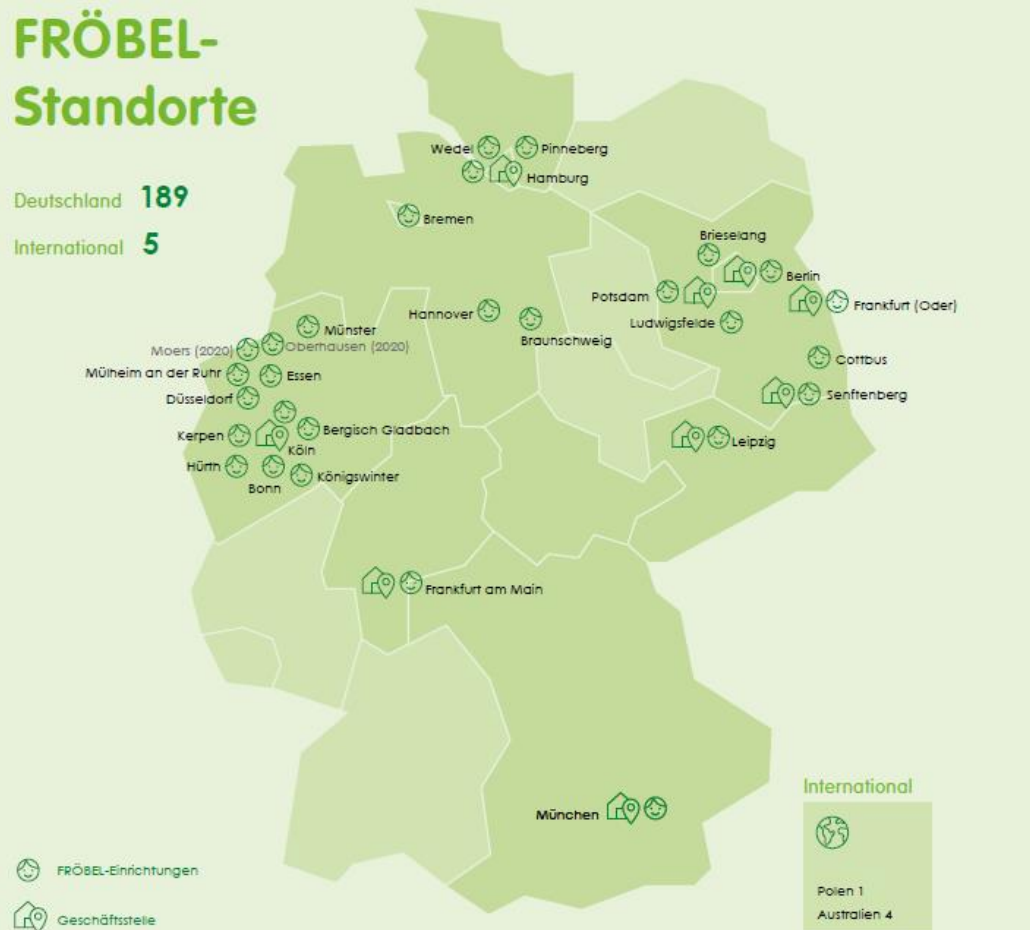 FRÖBEL-
Standorte
Deutschland 189
International 5
Wedel
Pinneberg
Hamburg
Bremen
Brieselang
Berlin
Potsdam
Frankfurt (Oder)
Hannover
Ludwigsfelde
Münster
Braunschweig
Moers (2020)
Oberhausen (2020)
Cottbus
Mülheim an der Ruhr
Essen
Düsseldorf
Senftenberg
Kerpen
Bergisch Gladbach
Köln
Leipzig
Hürth
Königswinter
Bonn
Frankfurt am Main
München
International
Polen 1
Australien 4
FRÖBEL-Einrichtungen
Geschäftsstelle